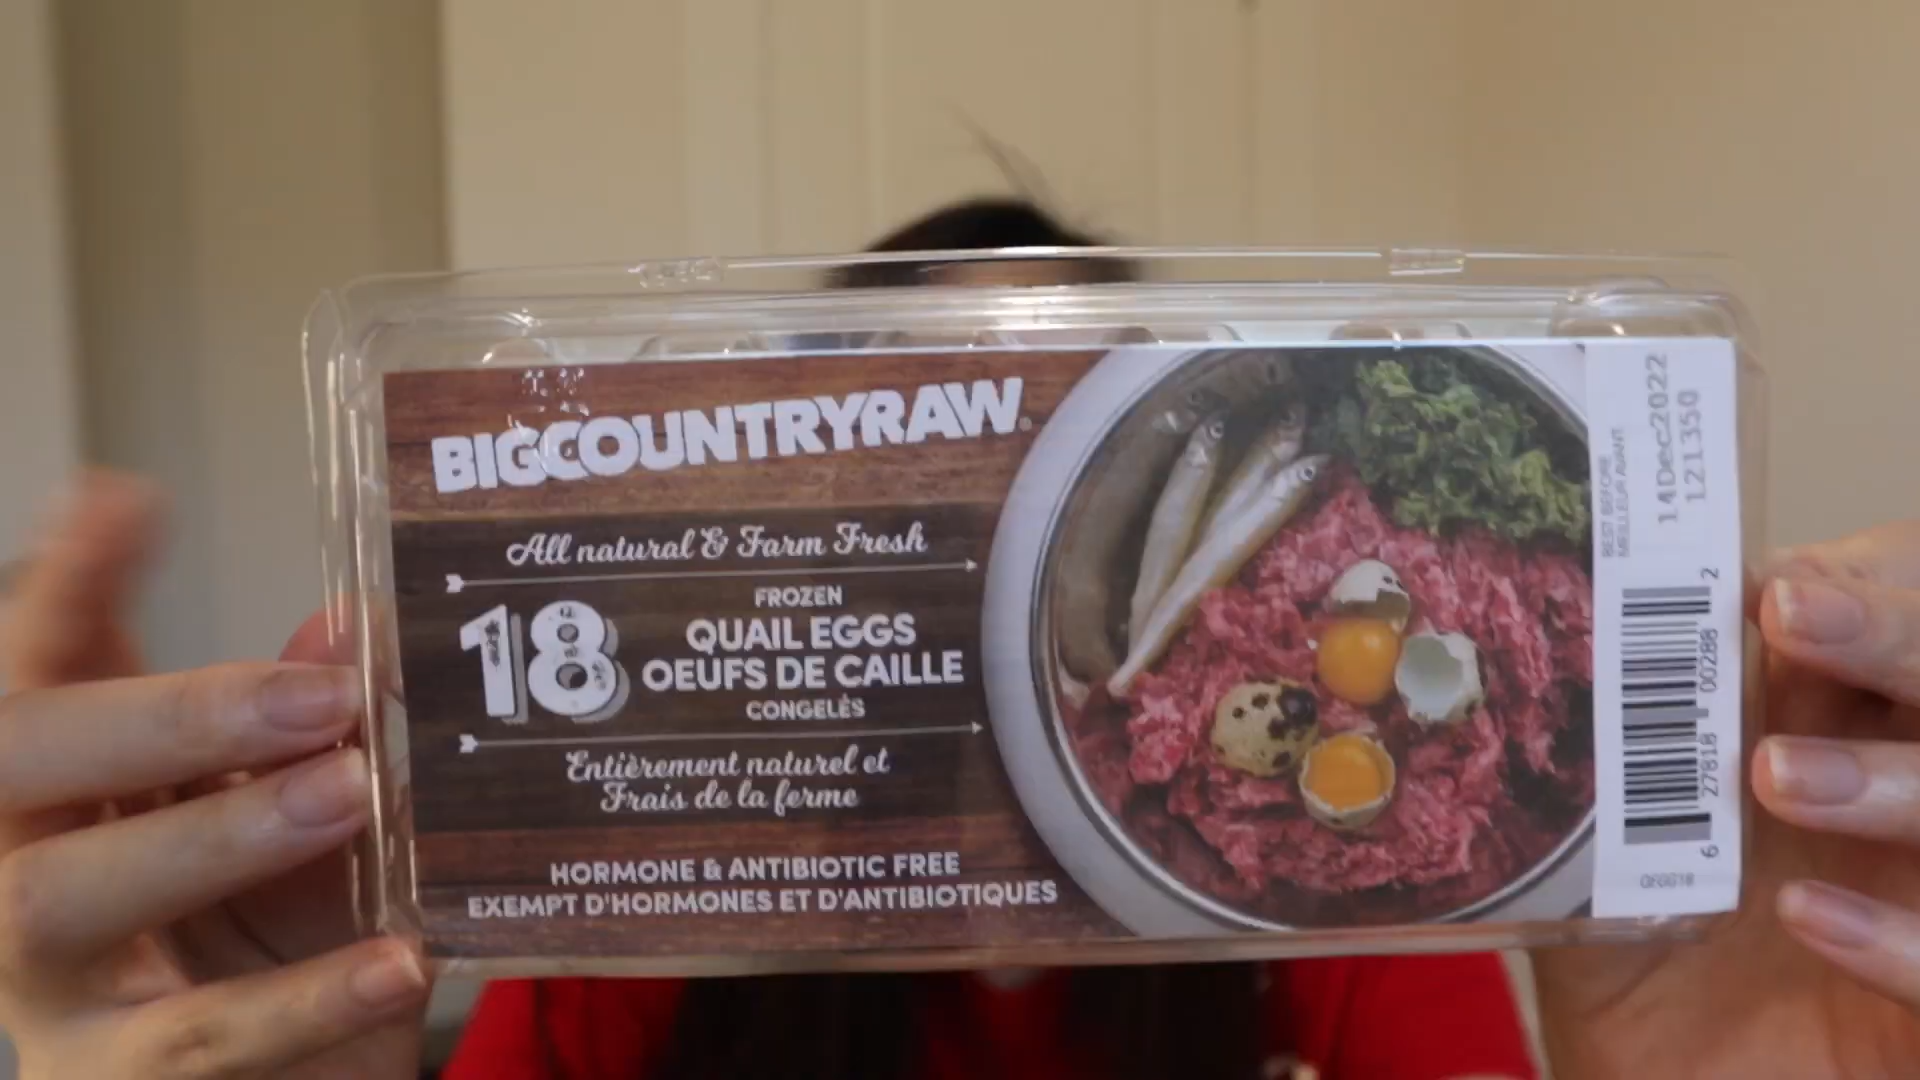 BIGCOUNTRYRAW®
All natural & Farm Fresh
18
FROZEN
QUAIL EGGS
OEUFS DE CAILLE
CONGELÉS
Entièrement naturel et
Frais de la ferme
HORMONE & ANTIBIOTIC FREE
EXEMPT D'HORMONES ET D'ANTIBIOTIQUES
BEST BEFORE
MEILLEUR AVANT
14Dec2022
121350
6 27818 00288 2
QEGG18